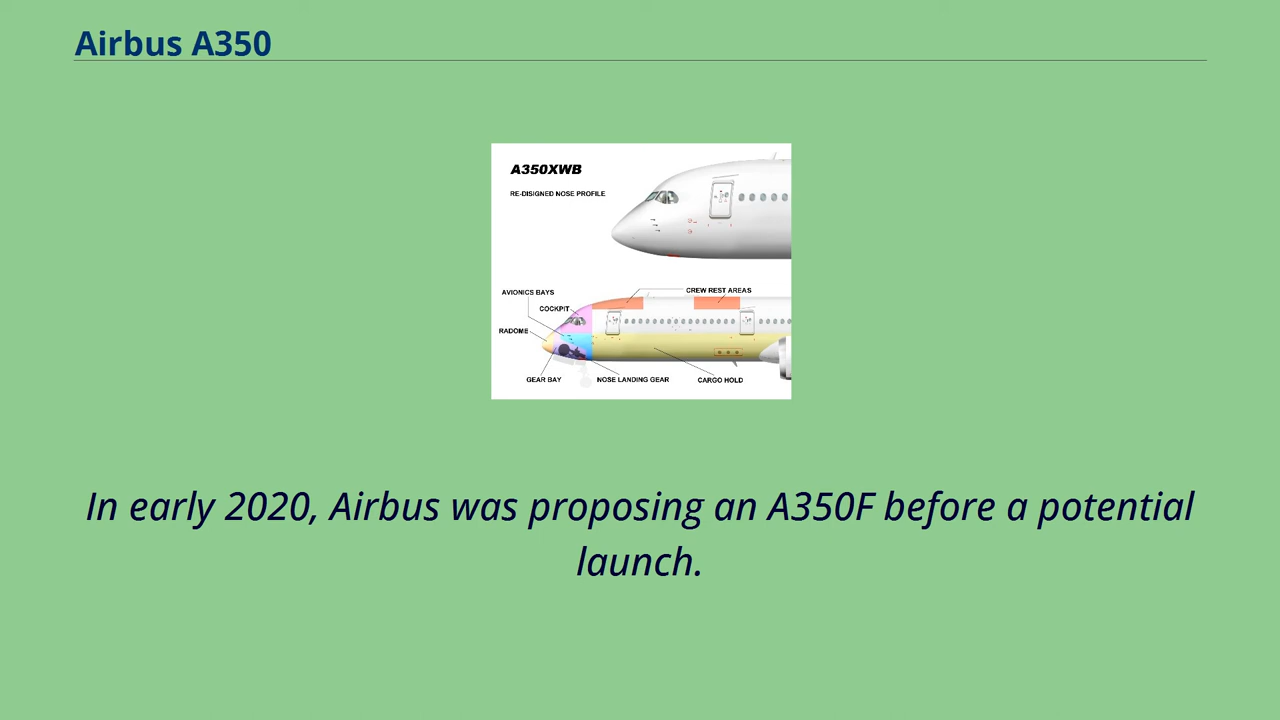 Airbus A350
A350XWB
RE-DISIGNED NOSE PROFILE
AVIONICS BAYS
CREW REST AREAS
COCKPIT
RADOME
GEAR BAY
NOSE LANDING GEAR
CARGO HOLD
In early 2020, Airbus was proposing an A350F before a potential
launch.